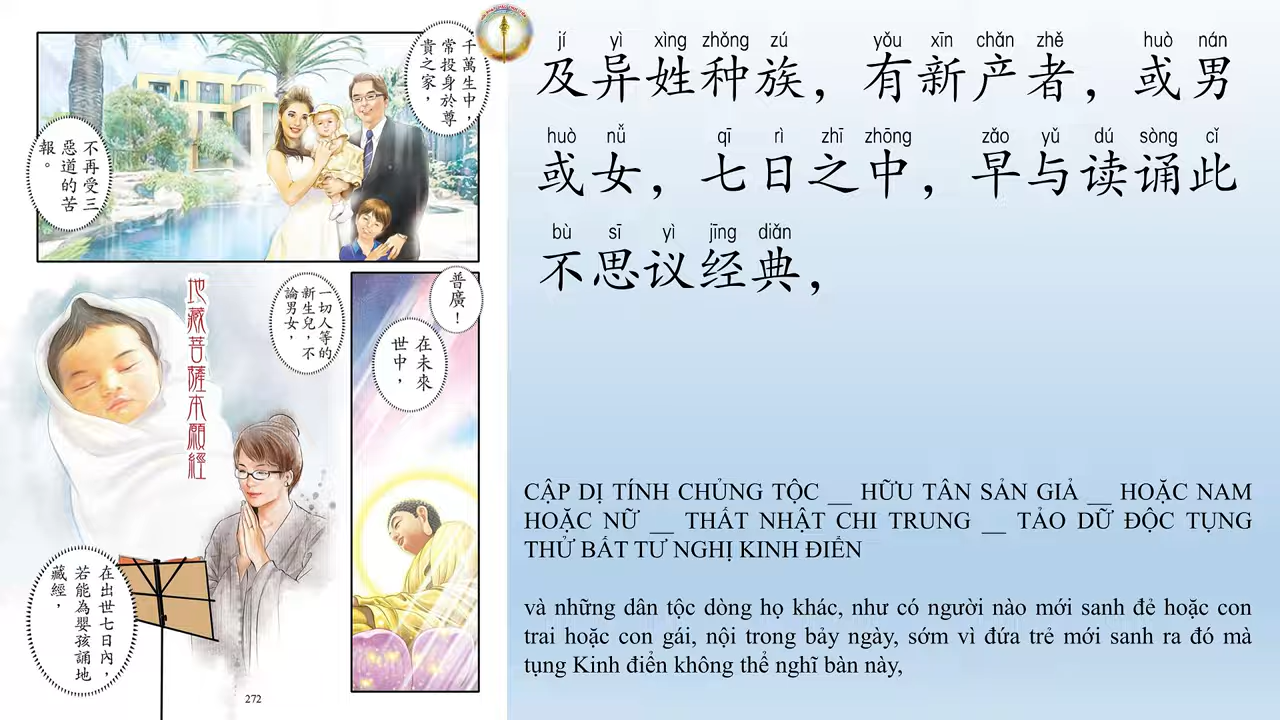 千萬生中，
常投身於尊
貴之家，
不再受三
惡道的苦
報。
普廣！
在未來
世中，
一切人等的
新生兒，不
論男女，
地藏菩薩本願經
在出世七日內，
若能為嬰孩誦地
藏經，
272
jí yì xìng zhǒng zú yǒu xīn chǎn zhě huò nán
及异姓种族，有新产者，或男
huò nǚ qī rì zhī zhōng zǎo yǔ dú sòng cǐ
或女，七日之中，早与读诵此
bù sī yì jīng diǎn
不思议经典，
CẬP DỊ TÍNH CHỦNG TỘC __ HỮU TÂN SẢN GIẢ __ HOẶC NAM
HOẶC NỮ __ THẤT NHẬT CHI TRUNG __ TẢO DỮ ĐỘC TỤNG
THỬ BẤT TƯ NGHỊ KINH ĐIỂN
và những dân tộc dòng họ khác, như có người nào mới sanh đẻ hoặc con
trai hoặc con gái, nội trong bảy ngày, sớm vì đứa trẻ mới sanh ra đó mà
tụng Kinh điển không thể nghĩ bàn này,